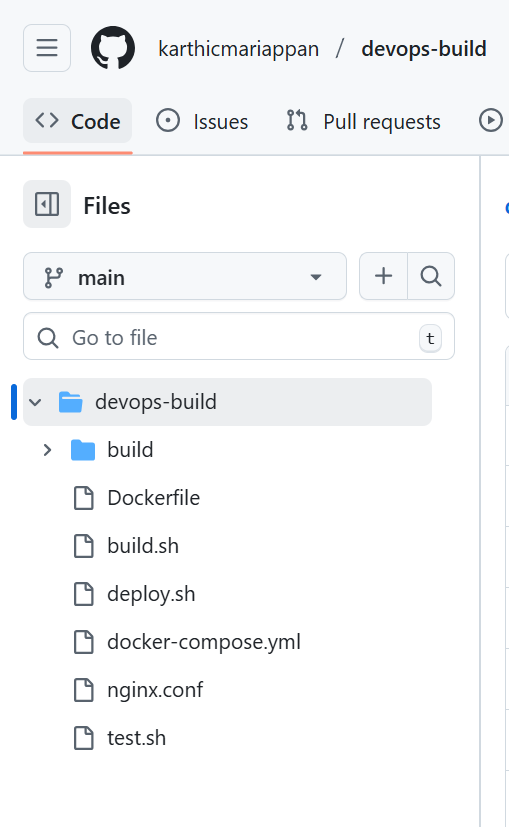 karthicmariappan / devops-build
Code Issues Pull requests
Files
main
Go to file t
devops-build
build
Dockerfile
build.sh
deploy.sh
docker-compose.yml
nginx.conf
test.sh